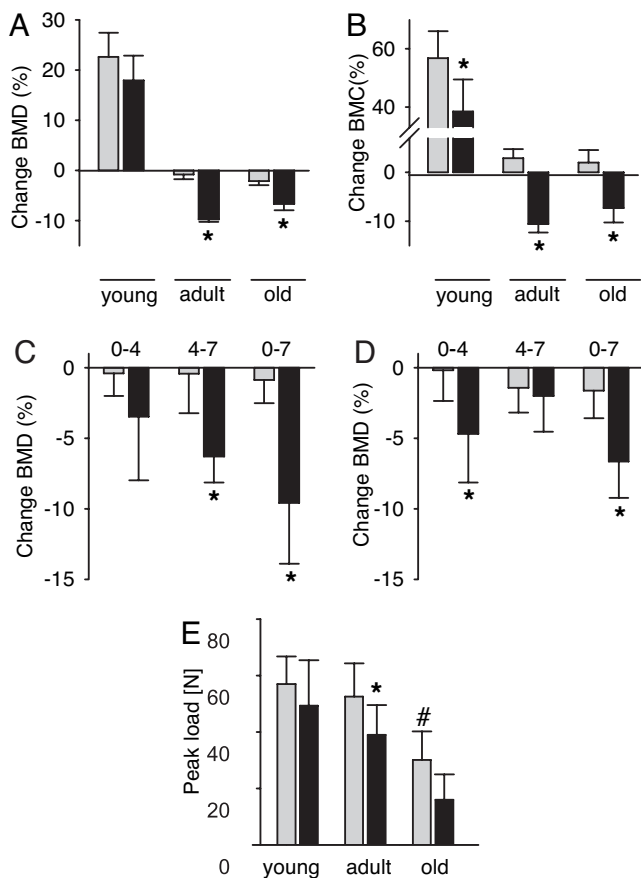 A
Change BMD (%)
30
20
10
0
-10
*
*
young
adult
old
B
Change BMC(%)
60
40
0
-10
*
*
*
young
adult
old
C
0-4
4-7
0-7
Change BMD (%)
0
-5
-10
-15
*
*
D
0-4
4-7
0-7
Change BMD (%)
0
-5
-10
-15
*
*
E
Peak load [N]
80
60
40
20
0
*
#
young
adult
old